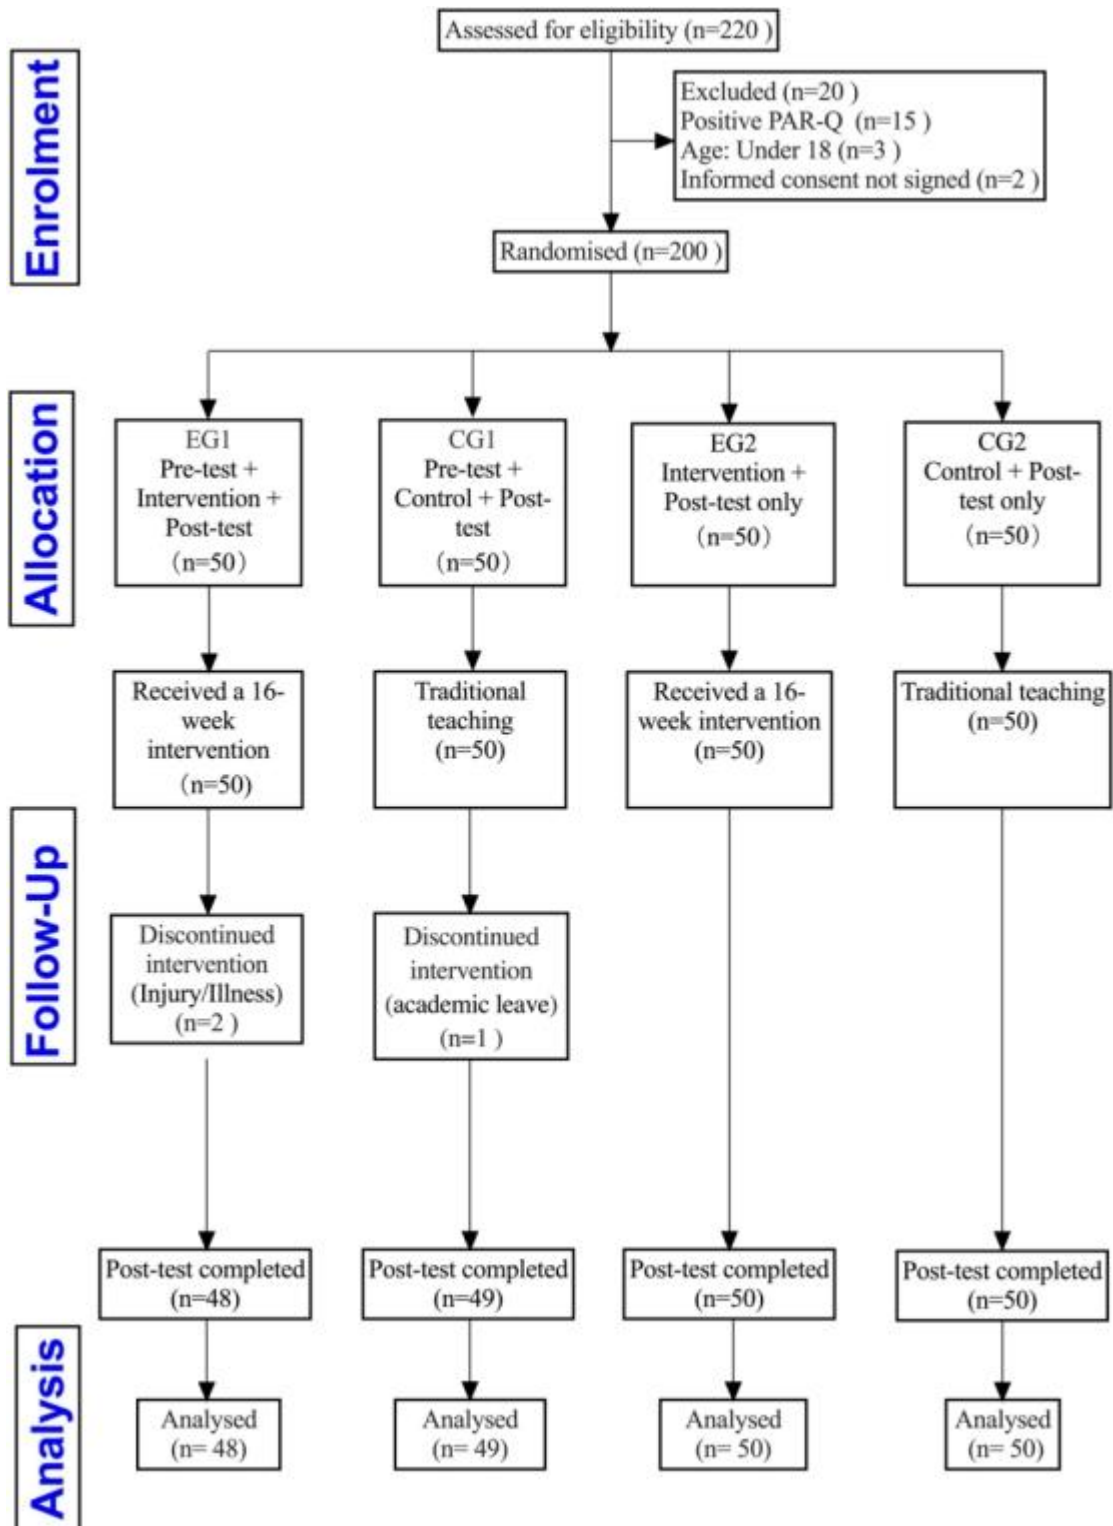 Enrolment
Assessed for eligibility (n=220 )
Excluded (n=20 )
Positive PAR-Q (n=15 )
Age: Under 18 (n=3 )
Informed consent not signed (n=2 )
Randomised (n=200 )
Allocation
EG1
Pre-test +
Intervention +
Post-test
（n=50）
CG1
Pre-test +
Control + Post-
test
（n=50）
EG2
Intervention +
Post-test only
（n=50）
CG2
Control + Post-
test only
（n=50）
Received a 16-
week
intervention
（n=50)
Traditional
teaching
(n=50)
Received a 16-
week intervention
(n=50)
Traditional teaching
(n=50)
Follow-Up
Discontinued
intervention
(Injury/Illness)
(n=2 )
Discontinued
intervention
(academic leave)
(n=1 )
Post-test completed
(n=48)
Post-test completed
(n=49)
Post-test completed
(n=50)
Post-test completed
(n=50)
Analysis
Analysed
(n= 48)
Analysed
(n= 49)
Analysed
(n= 50)
Analysed
(n= 50)